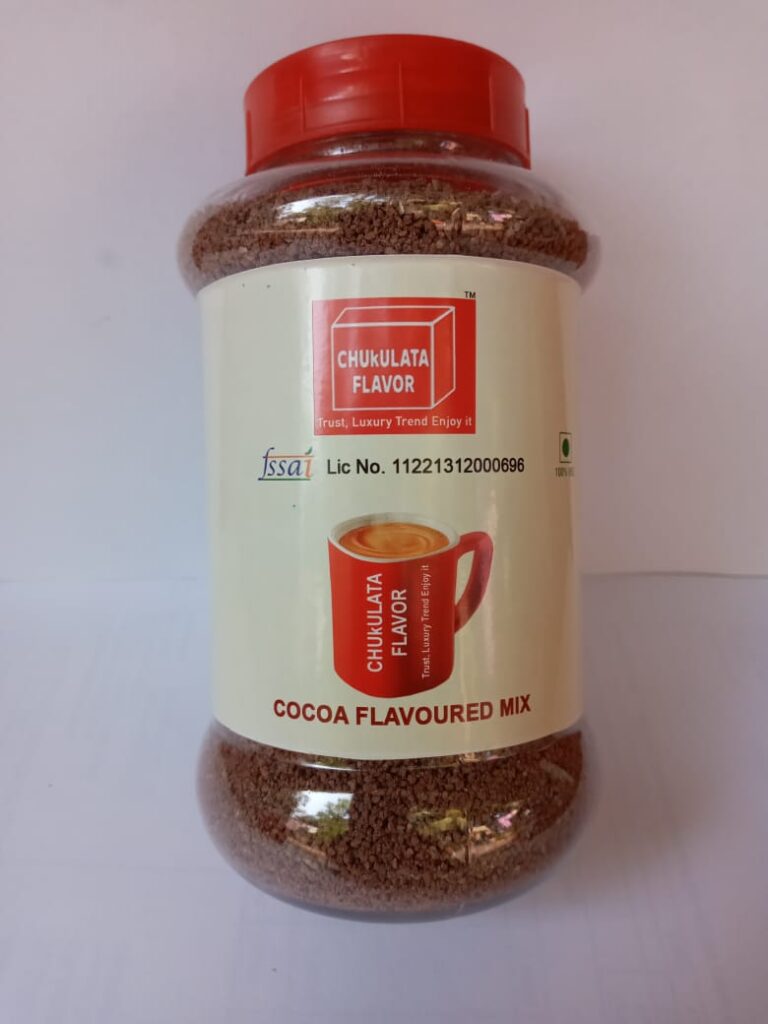 TM
CHUkULATA
FLAVOR
Trust, Luxury Trend Enjoy it
fssai Lic No. 11221312000696
100%
CHUkULATA
FLAVOR
Trust, Luxury Trend Enjoy it
COCOA FLAVOURED MIX